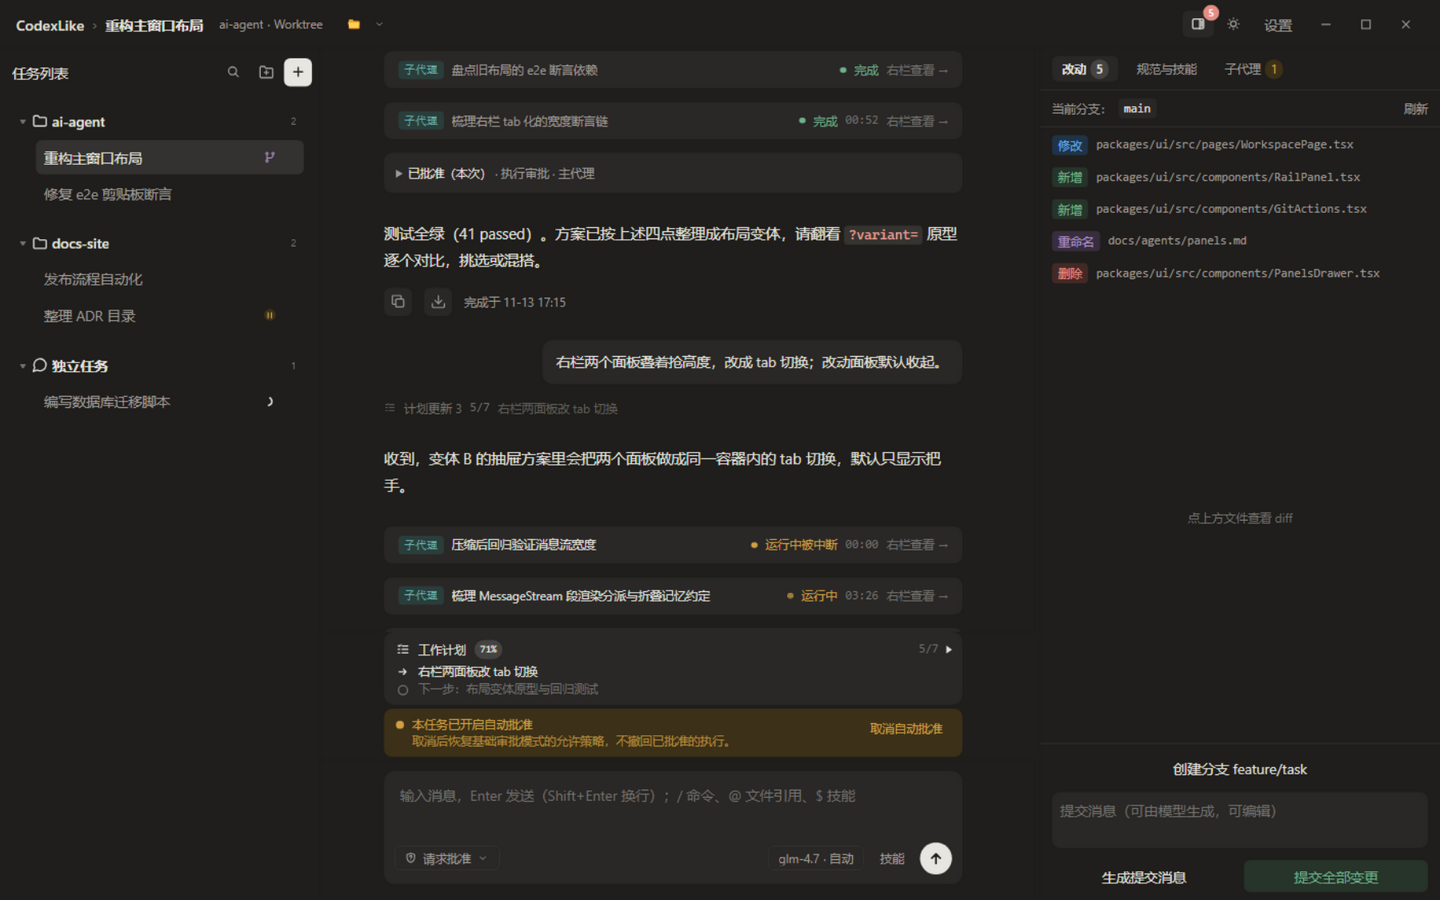 CodexLike › 重构主窗口布局 ai-agent · Worktree
5
设置
任务列表
ai-agent 2
重构主窗口布局
修复 e2e 剪贴板断言
docs-site 2
发布流程自动化
整理 ADR 目录
独立任务 1
编写数据库迁移脚本
子代理 盘点旧布局的 e2e 断言依赖 完成 右栏查看 →
子代理 梳理右栏 tab 化的宽度断言链 完成 00:52 右栏查看 →
已批准（本次） · 执行审批 · 主代理
测试全绿（41 passed）。方案已按上述四点整理成布局变体，请翻看 ?variant= 原型
逐个对比，挑选或混搭。
完成于 11-13 17:15
右栏两个面板叠着抢高度，改成 tab 切换；改动面板默认收起。
计划更新 3 5/7 右栏两面板改 tab 切换
收到，变体 B 的抽屉方案里会把两个面板做成同一容器内的 tab 切换，默认只显示把
手。
子代理 压缩后回归验证消息流宽度 运行中被中断 00:00 右栏查看 →
子代理 梳理 MessageStream 段渲染分派与折叠记忆约定 运行中 03:26 右栏查看 →
工作计划 71% 5/7
右栏两面板改 tab 切换
下一步：布局变体原型与回归测试
本任务已开启自动批准
取消后恢复基础审批模式的允许策略，不撤回已批准的执行。
取消自动批准
输入消息，Enter 发送（Shift+Enter 换行）；/ 命令、@ 文件引用、$ 技能
请求批准 glm-4.7 · 自动 技能
改动 5 规范与技能 子代理 1
当前分支： main 刷新
修改 packages/ui/src/pages/WorkspacePage.tsx
新增 packages/ui/src/components/RailPanel.tsx
新增 packages/ui/src/components/GitActions.tsx
重命名 docs/agents/panels.md
删除 packages/ui/src/components/PanelsDrawer.tsx
点上方文件查看 diff
创建分支 feature/task
提交消息（可由模型生成，可编辑）
生成提交消息 提交全部变更